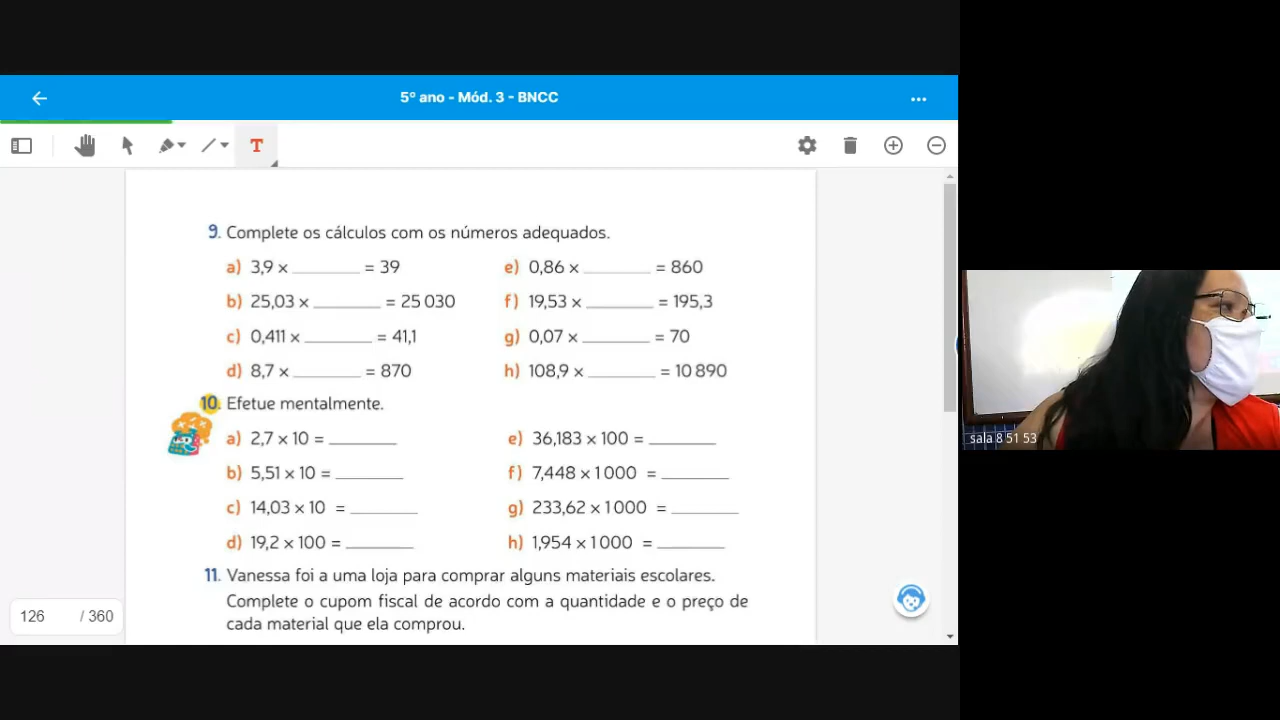 5º ano - Mód. 3 - BNCC
T
9. Complete os cálculos com os números adequados.
a) 3,9 × ________ = 39
b) 25,03 × ________ = 25 030
c) 0,411 × ________ = 41,1
d) 8,7 × ________ = 870
e) 0,86 × ________ = 860
f) 19,53 × ________ = 195,3
g) 0,07 × ________ = 70
h) 108,9 × ________ = 10 890
10. Efetue mentalmente.
a) 2,7 × 10 = ________
b) 5,51 × 10 = ________
c) 14,03 × 10 = ________
d) 19,2 × 100 = ________
e) 36,183 × 100 = ________
f) 7,448 × 1 000 = ________
g) 233,62 × 1 000 = ________
h) 1,954 × 1 000 = ________
11. Vanessa foi a uma loja para comprar alguns materiais escolares.
Complete o cupom fiscal de acordo com a quantidade e o preço de
cada material que ela comprou.
126 / 360
sala 8 51 53